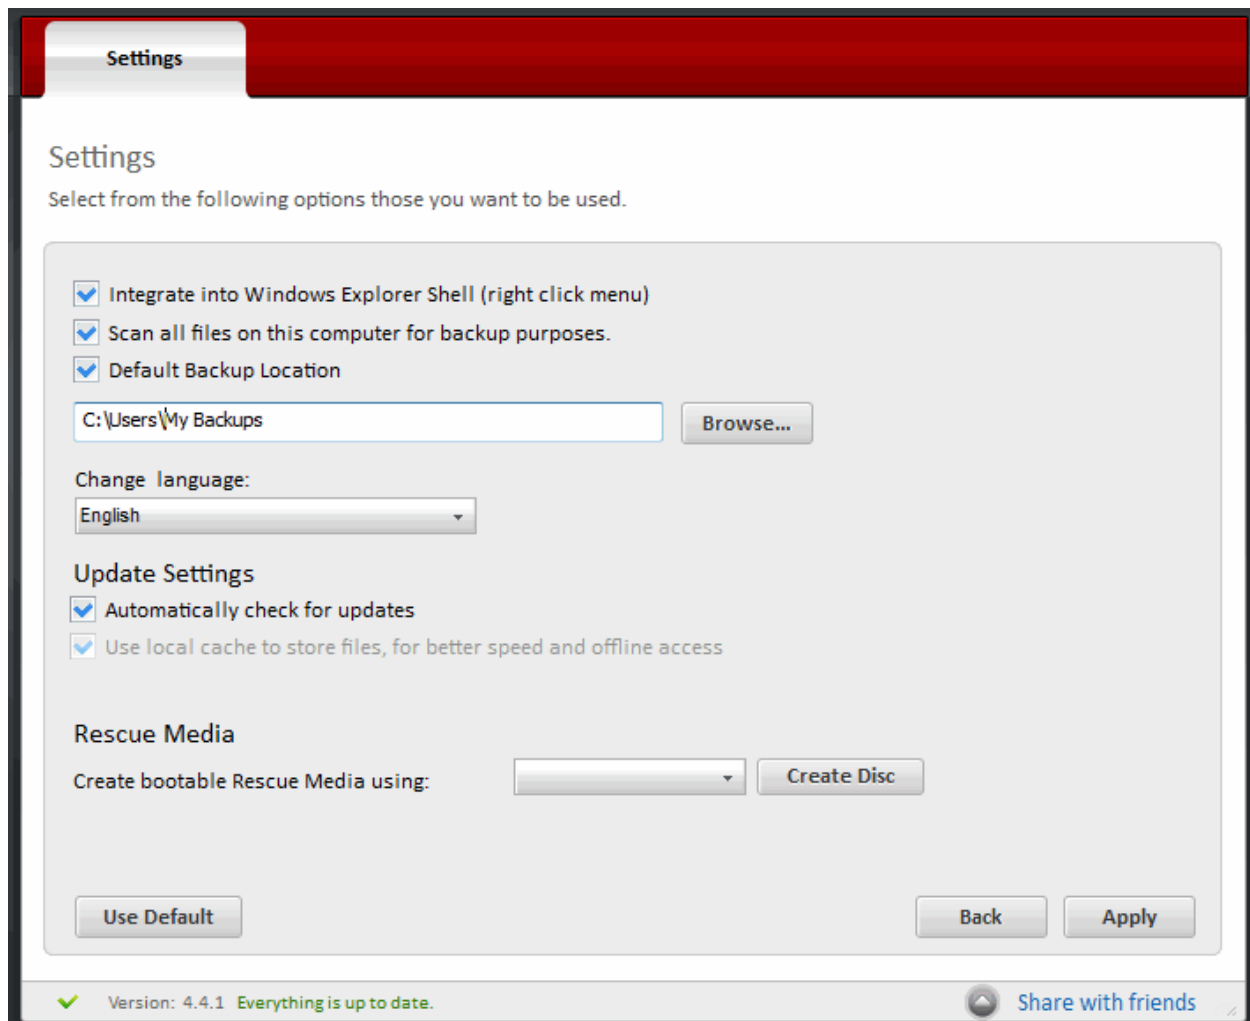 Settings
Settings
Select from the following options those you want to be used.
Integrate into Windows Explorer Shell (right click menu)
Scan all files on this computer for backup purposes.
Default Backup Location
C:\Users\My Backups
Browse...
Change language:
English
Update Settings
Automatically check for updates
Use local cache to store files, for better speed and offline access
Rescue Media
Create bootable Rescue Media using:
Create Disc
Use Default
Back
Apply
Version: 4.4.1 Everything is up to date.
Share with friends